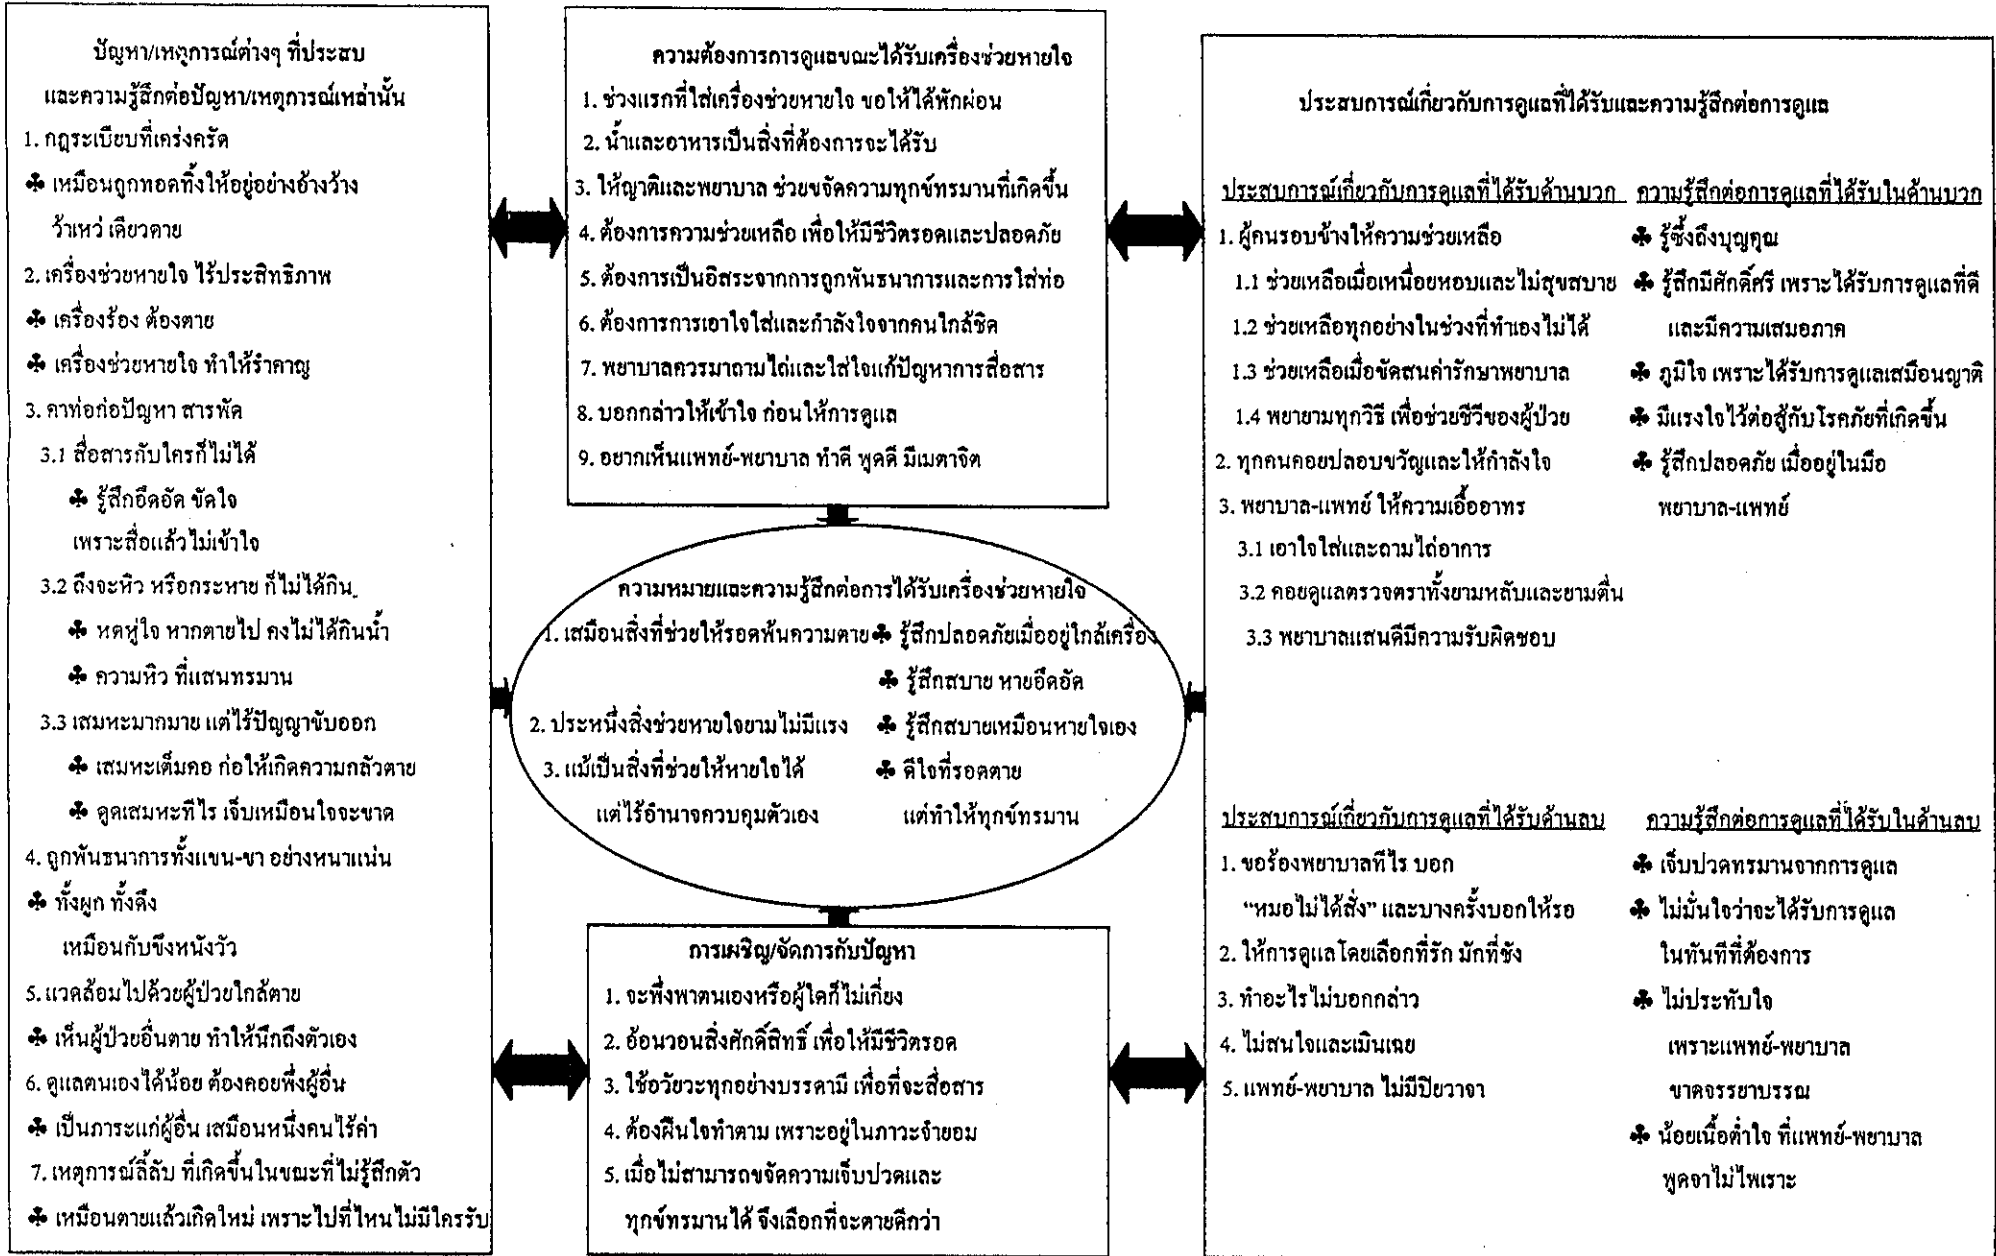 ปัญหา/เหตุการณ์ต่างๆ ที่ประสบ
และความรู้สึกต่อปัญหา/เหตุการณ์เหล่านั้น
1. กฎระเบียบที่เคร่งครัด
♣ เหมือนถูกทอดทิ้งให้อยู่อย่างอ้างว้าง
ว้าเหว่ เดียวดาย
2. เครื่องช่วยหายใจ ไร้ประสิทธิภาพ
♣ เครื่องร้อง ต้องตาย
♣ เครื่องช่วยหายใจ ทำให้รำคาญ
3. คาท่อก่อปัญหา สารพัด
3.1 สื่อสารกับใครก็ไม่ได้
♣ รู้สึกอึดอัด ขัดใจ
เพราะสื่อแล้วไม่เข้าใจ
3.2 ถึงจะหิว หรือกระหาย ก็ไม่ได้กิน
♣ หดหู่ใจ หากตายไป คงไม่ได้กินน้ำ
♣ ความหิว ที่แสนทรมาน
3.3 เสมหะมากมาย แต่ไร้ปัญญาขับออก
♣ เสมหะเต็มคอ ก่อให้เกิดความกลัวตาย
♣ ดูดเสมหะทีไร เจ็บเหมือนใจจะขาด
4. ถูกพันธนาการทั้งแขน-ขา อย่างหนาแน่น
♣ ทั้งผูก ทั้งดึง
เหมือนกับขึงหนังวัว
5. แวดล้อมไปด้วยผู้ป่วยใกล้ตาย
♣ เห็นผู้ป่วยอื่นตาย ทำให้นึกถึงตัวเอง
6. ดูแลตนเองได้น้อย ต้องคอยพึ่งผู้อื่น
♣ เป็นภาระแก่ผู้อื่น เสมือนหนึ่งคนไร้ค่า
7. เหตุการณ์ลี้ลับ ที่เกิดขึ้นในขณะที่ไม่รู้สึกตัว
♣ เหมือนตายแล้วเกิดใหม่ เพราะไปที่ไหนไม่มีใครรับ
ความต้องการการดูแลขณะได้รับเครื่องช่วยหายใจ
1. ช่วงแรกที่ใส่เครื่องช่วยหายใจ ขอให้ได้พักผ่อน
2. น้ำและอาหารเป็นสิ่งที่ต้องการจะได้รับ
3. ให้ญาติและพยาบาล ช่วยขจัดความทุกข์ทรมานที่เกิดขึ้น
4. ต้องการความช่วยเหลือ เพื่อให้มีชีวิตรอดและปลอดภัย
5. ต้องการเป็นอิสระจากการถูกพันธนาการและการใส่ท่อ
6. ต้องการการเอาใจใส่และกำลังใจจากคนใกล้ชิด
7. พยาบาลควรมาถามไถ่และใส่ใจแก้ปัญหาการสื่อสาร
8. บอกกล่าวให้เข้าใจ ก่อนให้การดูแล
9. อยากเห็นแพทย์-พยาบาล ทำดี พูดดี มีเมตาจิต
ความหมายและความรู้สึกต่อการได้รับเครื่องช่วยหายใจ
1. เสมือนสิ่งที่ช่วยให้รอดพ้นความตาย ♣ รู้สึกปลอดภัยเมื่ออยู่ใกล้เครื่อง
♣ รู้สึกสบาย หายอึดอัด
2. ประหนึ่งสิ่งช่วยหายใจยามไม่มีแรง ♣ รู้สึกสบายเหมือนหายใจเอง
3. แม้เป็นสิ่งที่ช่วยให้หายใจได้ ♣ ดีใจที่รอดตาย
แต่ไร้อำนาจควบคุมตัวเอง แต่ทำให้ทุกข์ทรมาน
การเผชิญ/จัดการกับปัญหา
1. จะพึ่งพาตนเองหรือผู้ใดก็ไม่เกี่ยง
2. อ้อนวอนสิ่งศักดิ์สิทธิ์ เพื่อให้มีชีวิตรอด
3. ใช้อวัยวะทุกอย่างบรรดามี เพื่อที่จะสื่อสาร
4. ต้องฝืนใจทำตาม เพราะอยู่ในภาวะจำยอม
5. เมื่อไม่สามารถขจัดความเจ็บปวดและ
ทุกข์ทรมานได้ จึงเลือกที่จะตายดีกว่า
ประสบการณ์เกี่ยวกับการดูแลที่ได้รับและความรู้สึกต่อการดูแล
ประสบการณ์เกี่ยวกับการดูแลที่ได้รับด้านบวก ความรู้สึกต่อการดูแลที่ได้รับในด้านบวก
1. ผู้คนรอบข้างให้ความช่วยเหลือ ♣ รู้ซึ้งถึงบุญคุณ
1.1 ช่วยเหลือเมื่อเหนื่อยหอบและไม่สุขสบาย ♣ รู้สึกมีศักดิ์ศรี เพราะได้รับการดูแลที่ดี
1.2 ช่วยเหลือทุกอย่างในช่วงที่ทำเองไม่ได้ และมีความเสมอภาค
1.3 ช่วยเหลือเมื่อขัดสนค่ารักษาพยาบาล ♣ ภูมิใจ เพราะได้รับการดูแลเสมือนญาติ
1.4 พยายามทุกวิธี เพื่อช่วยชีวีของผู้ป่วย ♣ มีแรงใจไว้ต่อสู้กับโรคภัยที่เกิดขึ้น
2. ทุกคนคอยปลอบขวัญและให้กำลังใจ ♣ รู้สึกปลอดภัย เมื่ออยู่ในมือ
3. พยาบาล-แพทย์ ให้ความเอื้ออาทร พยาบาล-แพทย์
3.1 เอาใจใส่และถามไถ่อาการ
3.2 คอยดูแลตรวจตราทั้งยามหลับและยามตื่น
3.3 พยาบาลแสนดีมีความรับผิดชอบ
ประสบการณ์เกี่ยวกับการดูแลที่ได้รับด้านลบ ความรู้สึกต่อการดูแลที่ได้รับในด้านลบ
1. ขอร้องพยาบาลทีไร บอก ♣ เจ็บปวดทรมานจากการดูแล
“หมอไม่ได้สั่ง” และบางครั้งบอกให้รอ ♣ ไม่มั่นใจว่าจะได้รับการดูแล
2. ให้การดูแลโดยเลือกที่รัก มักที่ชัง ในทันทีที่ต้องการ
3. ทำอะไรไม่บอกกล่าว ♣ ไม่ประทับใจ
4. ไม่สนใจและเมินเฉย เพราะแพทย์-พยาบาล
5. แพทย์-พยาบาล ไม่มีปิยวาจา ขาดจรรยาบรรณ
♣ น้อยเนื้อต่ำใจ ที่แพทย์-พยาบาล
พูดจาไม่ไพเราะ